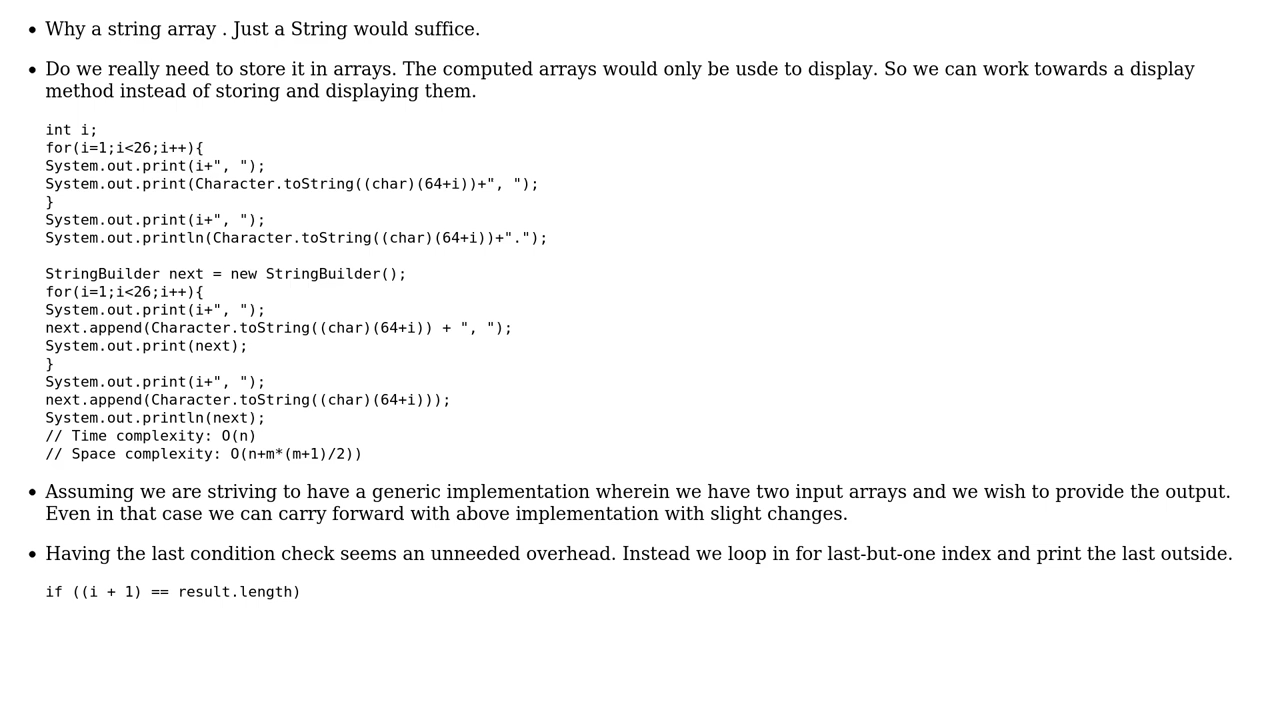 Why a string array . Just a String would suffice.
Do we really need to store it in arrays. The computed arrays would only be usde to display. So we can work towards a display
method instead of storing and displaying them.
int i;
for(i=1;i<26;i++){
System.out.print(i+", ");
System.out.print(Character.toString((char)(64+i))+", ");
}
System.out.print(i+", ");
System.out.println(Character.toString((char)(64+i))+".");
StringBuilder next = new StringBuilder();
for(i=1;i<26;i++){
System.out.print(i+", ");
next.append(Character.toString((char)(64+i)) + ", ");
System.out.print(next);
}
System.out.print(i+", ");
next.append(Character.toString((char)(64+i)));
System.out.println(next);
// Time complexity: O(n)
// Space complexity: O(n+m*(m+1)/2))
Assuming we are striving to have a generic implementation wherein we have two input arrays and we wish to provide the output.
Even in that case we can carry forward with above implementation with slight changes.
Having the last condition check seems an unneeded overhead. Instead we loop in for last-but-one index and print the last outside.
if ((i + 1) == result.length)